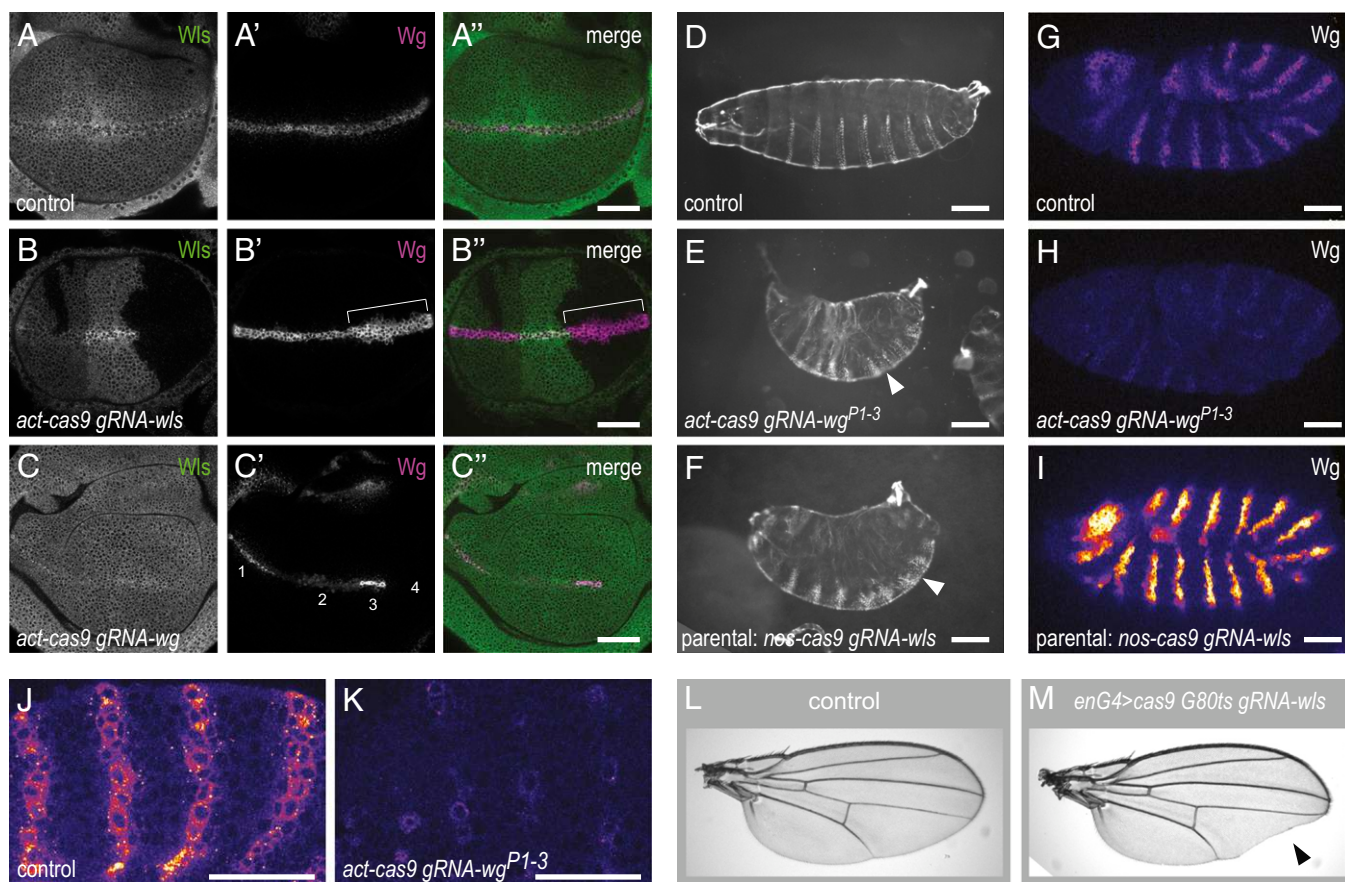 A Wls
control
A' Wg
A'' merge
B Wls
act-cas9 gRNA-wls
B' Wg
B'' merge
C Wls
act-cas9 gRNA-wg
C' Wg
1
2
3
4
C'' merge
D
control
E
act-cas9 gRNA-wgP1-3
F
parental: nos-cas9 gRNA-wls
G Wg
control
H Wg
act-cas9 gRNA-wgP1-3
I Wg
parental: nos-cas9 gRNA-wls
J
control
K
act-cas9 gRNA-wgP1-3
L control
M enG4>cas9 G80ts gRNA-wls